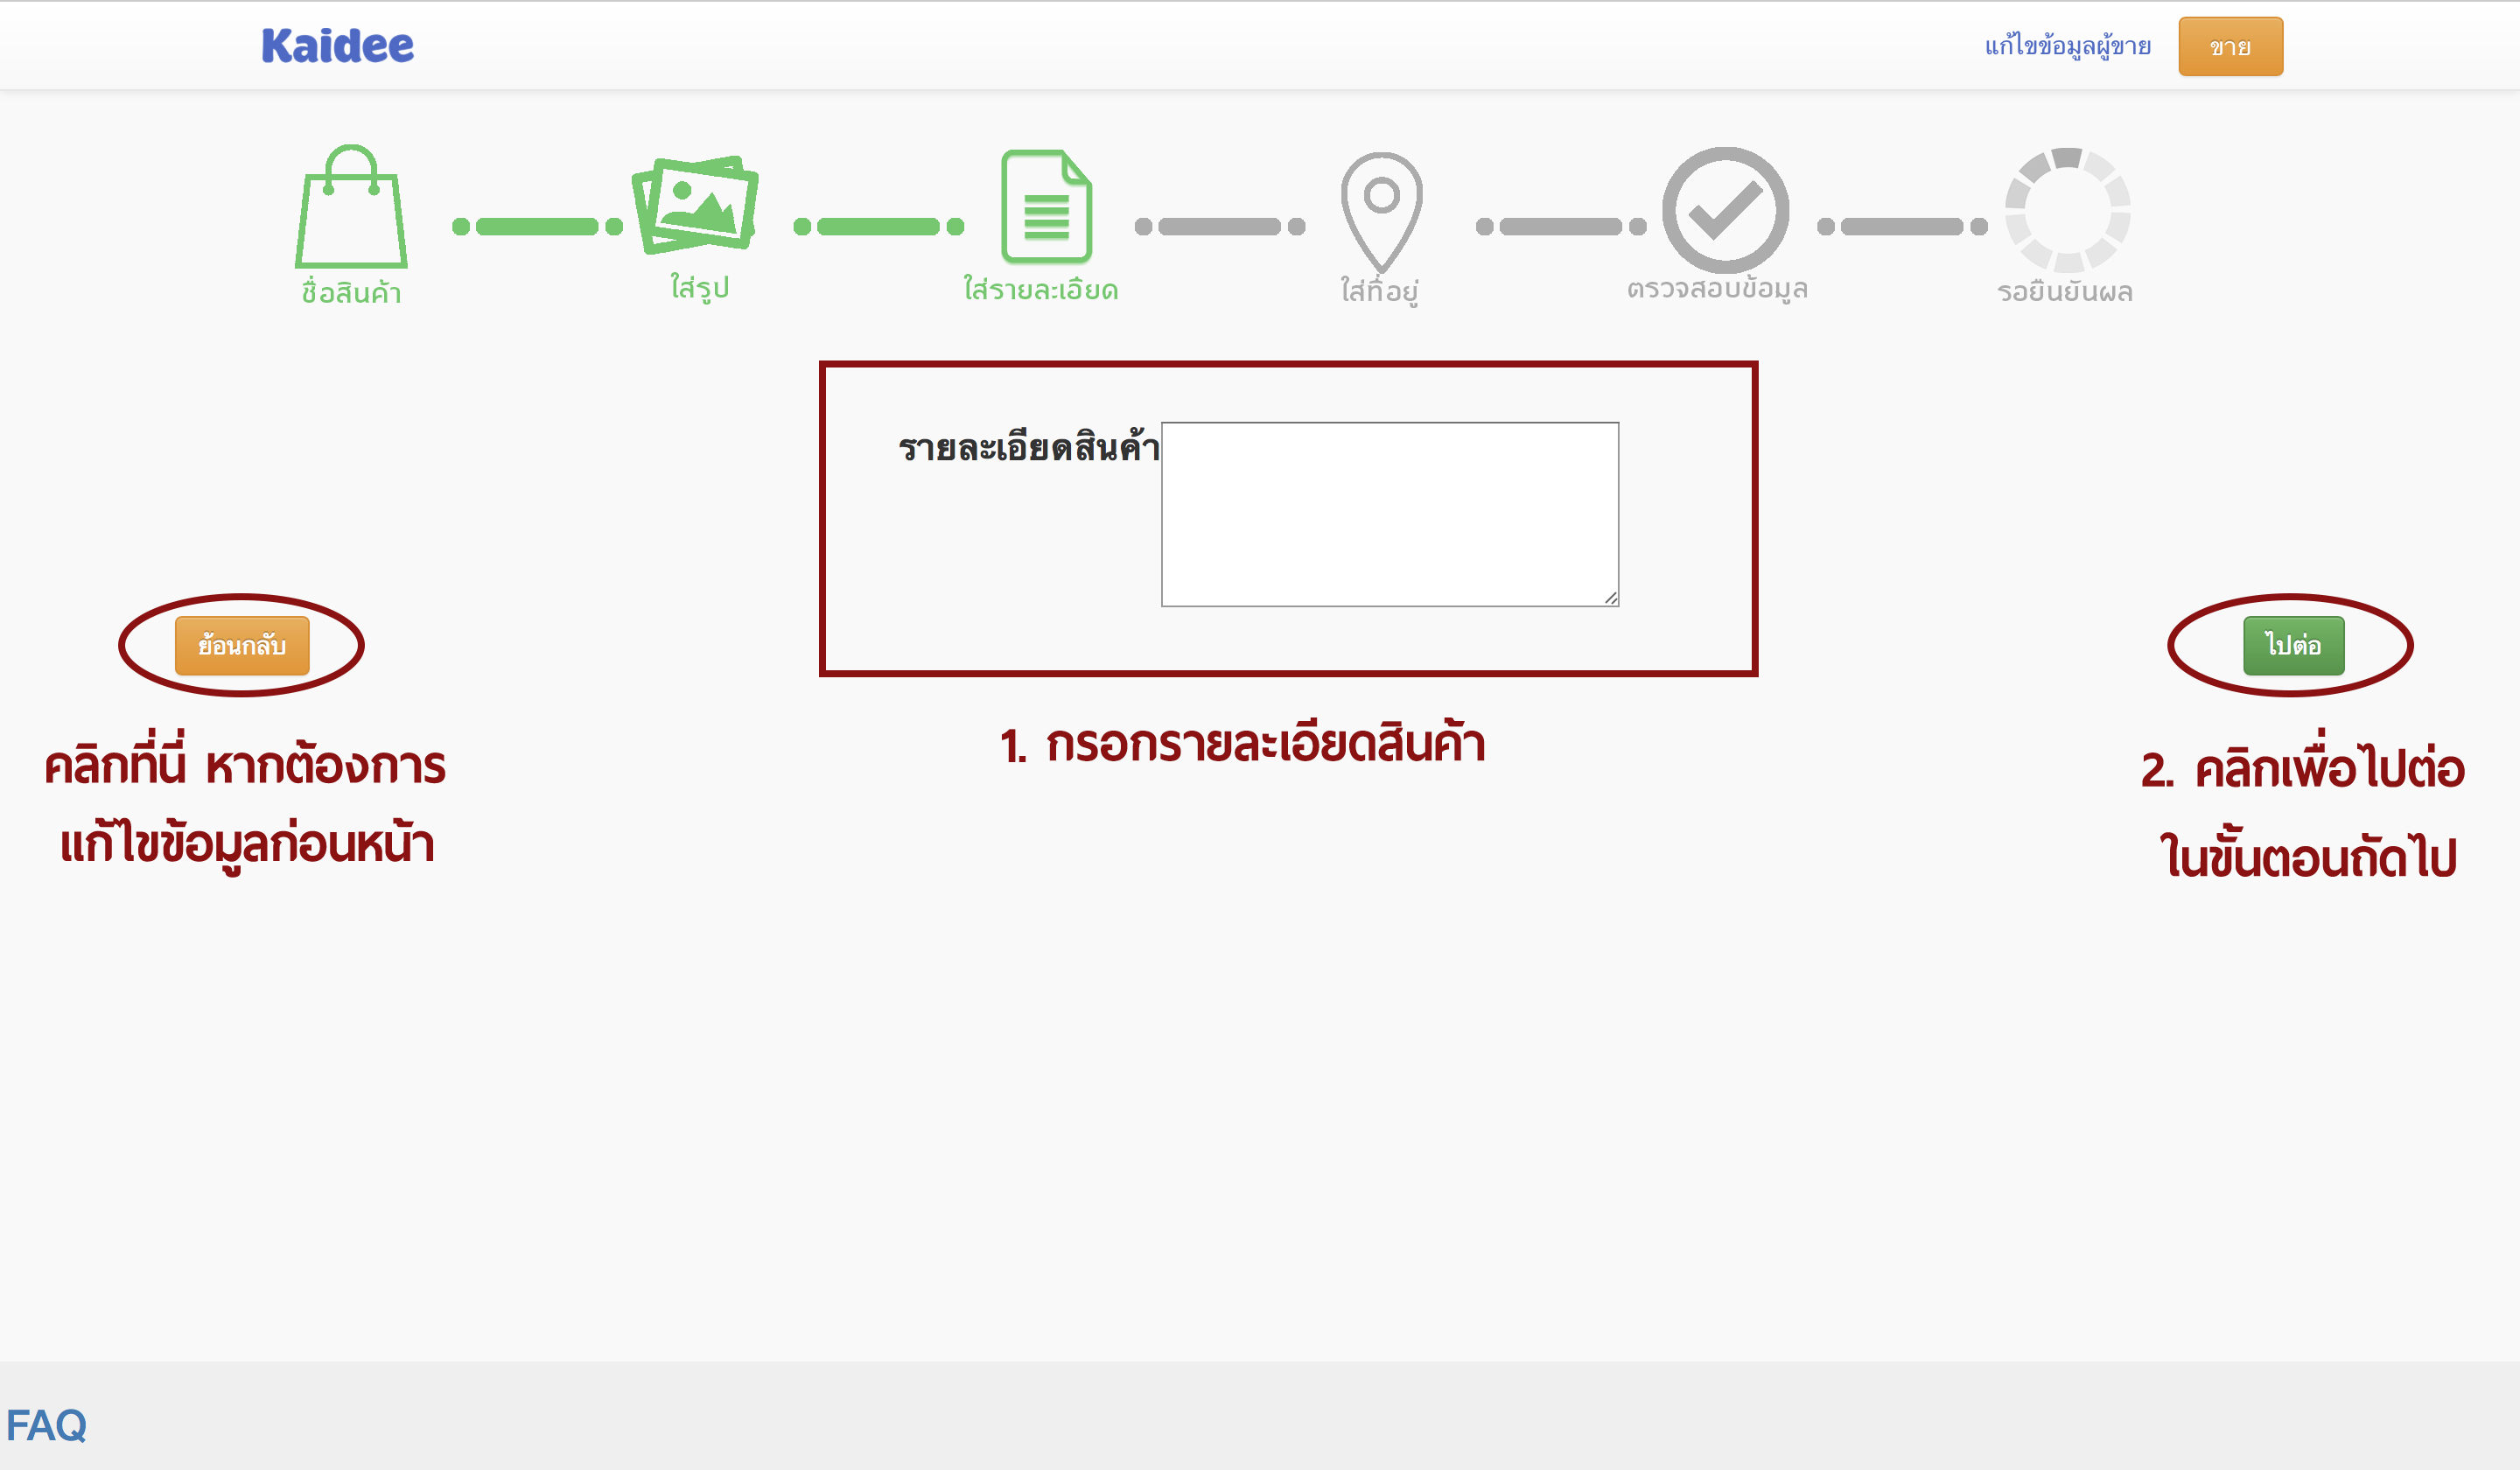 Kaidee
แก้ไขข้อมูลผู้ขาย
ขาย
ชื่อสินค้า
ใส่รูป
ใส่รายละเอียด
ใส่ที่อยู่
ตรวจสอบข้อมูล
รอยืนยันผล
รายละเอียดสินค้า
ย้อนกลับ
ไปต่อ
1. กรอกรายละเอียดสินค้า
คลิกที่นี่ หากต้องการ
แก้ไขข้อมูลก่อนหน้า
2. คลิกเพื่อไปต่อ
ในขั้นตอนถัดไป
FAQ